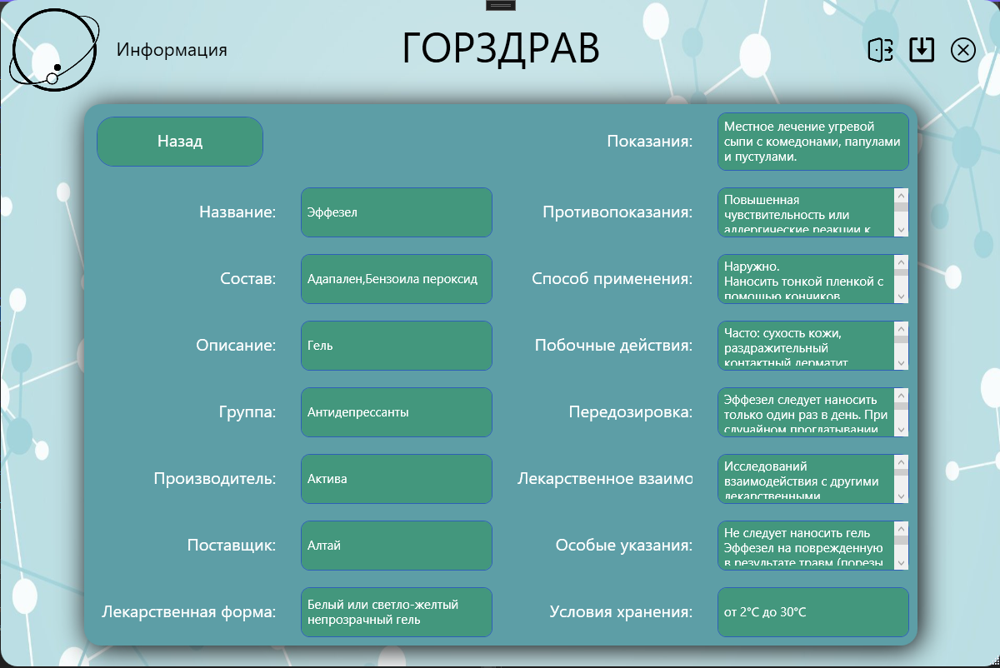 Информация
ГОРЗДРАВ
Назад
Название:
Эффезел
Состав:
Адапален,Бензоила пероксид
Описание:
Гель
Группа:
Антидепрессанты
Производитель:
Актива
Поставщик:
Алтай
Лекарственная форма:
Белый или светло-желтый
непрозрачный гель
Показания:
Местное лечение угревой
сыпи с комедонами, папулами
и пустулами.
Противопоказания:
Повышенная
чувствительность или
аллергические реакции к
Способ применения:
Наружно.
Наносить тонкой пленкой с
помощью кончиков
Побочные действия:
Часто: сухость кожи,
раздражительный
контактный дерматит
Передозировка:
Эффезел следует наносить
только один раз в день. При
случайном проглатывании
Лекарственное взаимо
Исследований
взаимодействия с другими
лекарственными
Особые указания:
Не следует наносить гель
Эффезел на поврежденную
в результате травм (порезы
Условия хранения:
от 2°С до 30°С